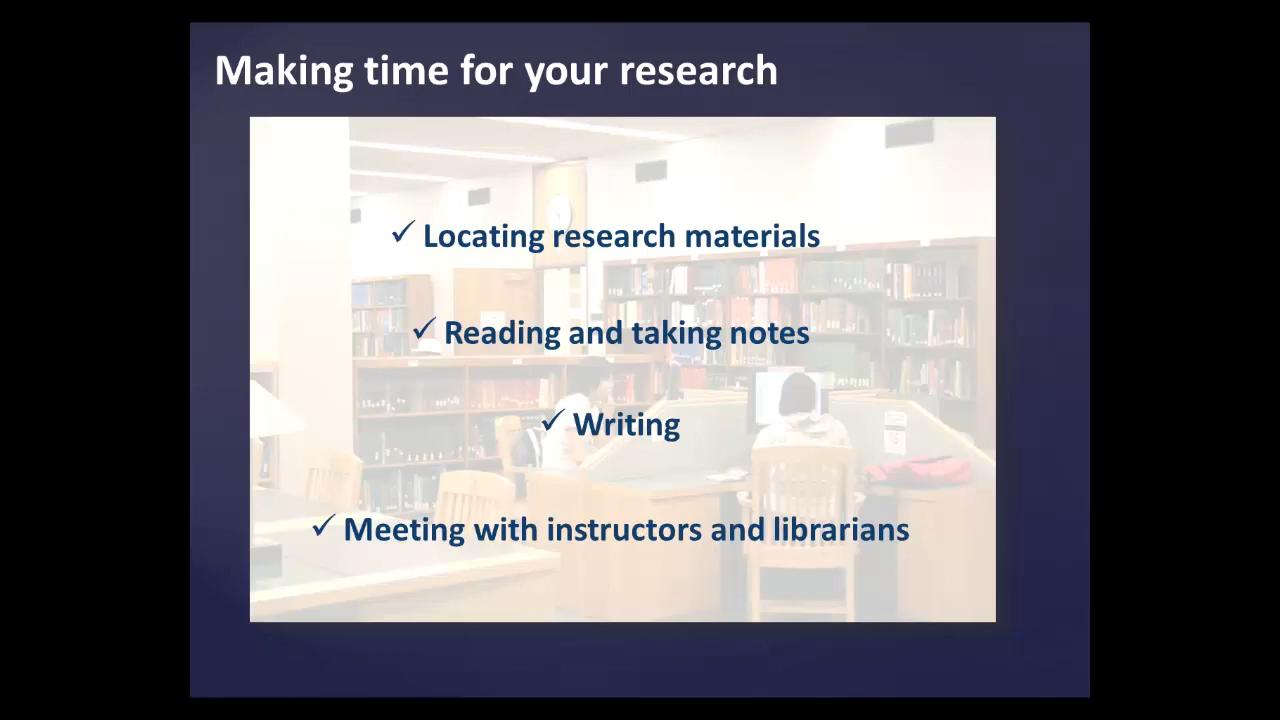 Making time for your research
✓ Locating research materials
✓ Reading and taking notes
✓ Writing
✓ Meeting with instructors and librarians